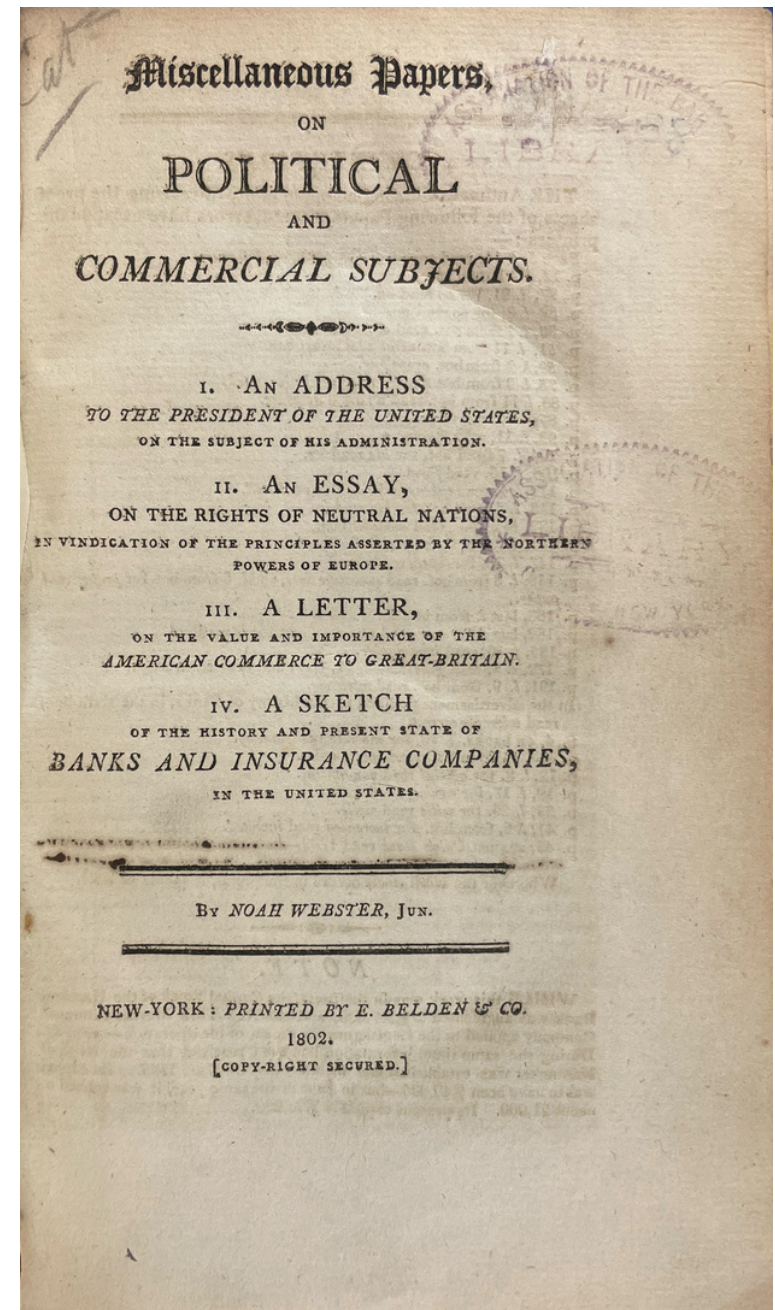 Cat
Miscellaneous Papers,
ON
POLITICAL
AND
COMMERCIAL SUBJECTS.
I. AN ADDRESS
TO THE PRESIDENT OF THE UNITED STATES,
ON THE SUBJECT OF HIS ADMINISTRATION.
II. AN ESSAY,
ON THE RIGHTS OF NEUTRAL NATIONS,
IN VINDICATION OF THE PRINCIPLES ASSERTED BY THE NORTHERN
POWERS OF EUROPE.
III. A LETTER,
ON THE VALUE AND IMPORTANCE OF THE
AMERICAN COMMERCE TO GREAT-BRITAIN.
IV. A SKETCH
OF THE HISTORY AND PRESENT STATE OF
BANKS AND INSURANCE COMPANIES,
IN THE UNITED STATES.
BY NOAH WEBSTER, JUN.
NEW-YORK: PRINTED BY E. BELDEN & CO.
1802.
[COPY-RIGHT SECURED.]